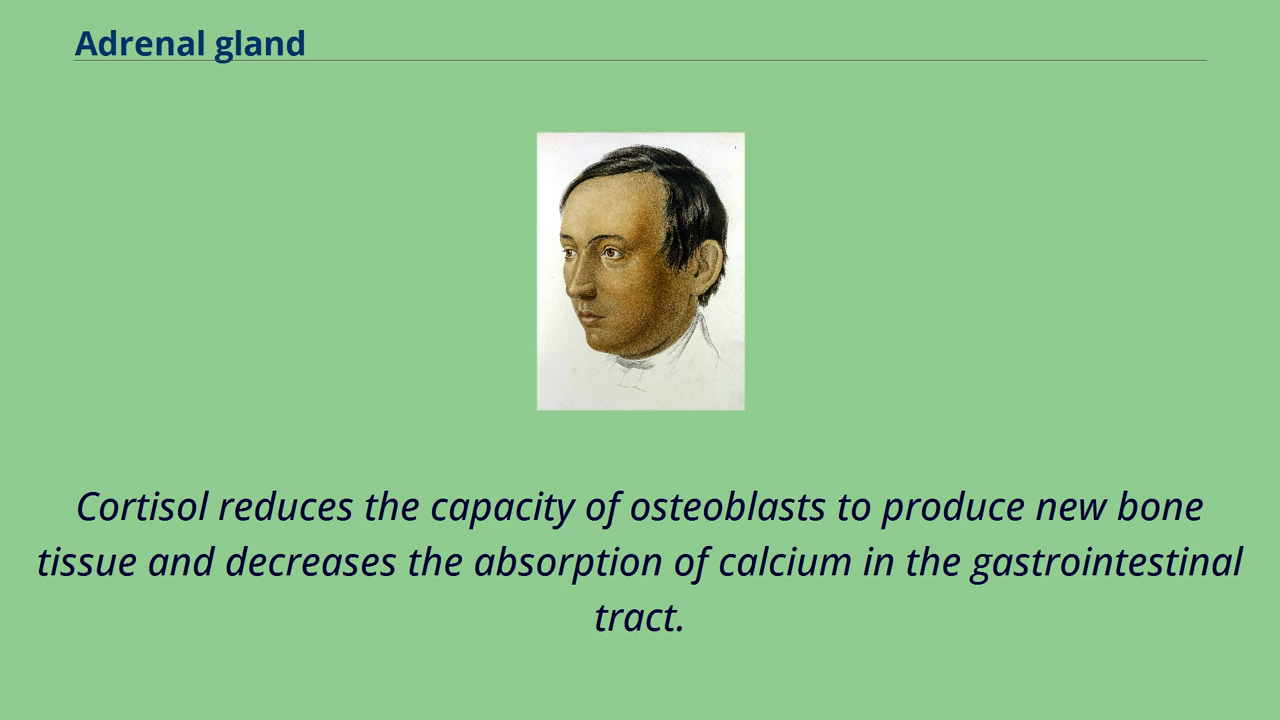 Adrenal gland
Cortisol reduces the capacity of osteoblasts to produce new bone
tissue and decreases the absorption of calcium in the gastrointestinal
tract.